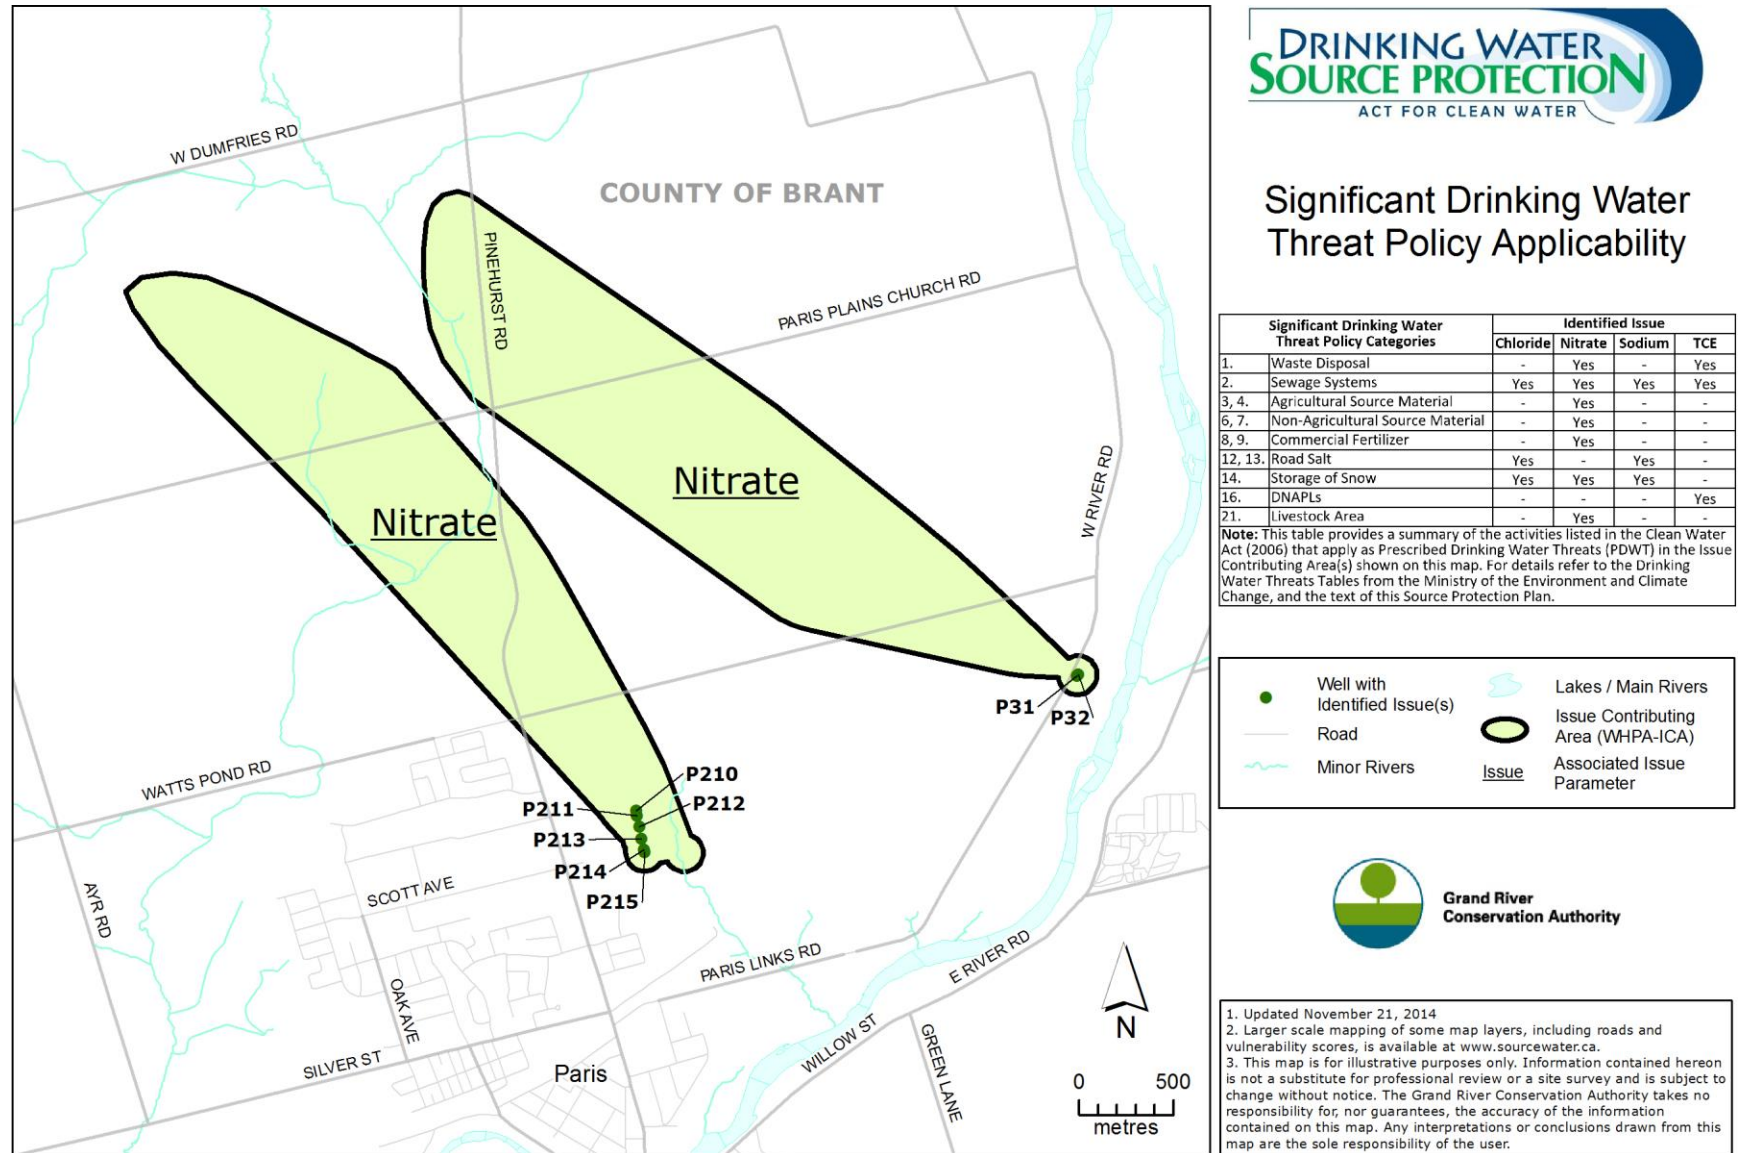 W DUMFRIES RD
COUNTY OF BRANT
PINEHURST RD
PARIS PLAINS CHURCH RD
Nitrate
Nitrate
W RIVER RD
P31
P32
WATTS POND RD
P210
P211
P212
P213
P214
P215
SCOTT AVE
AYR RD
OAK AVE
PARIS LINKS RD
E RIVER RD
WILLOW ST
GREEN LANE
SILVER ST
Paris
N
0 500
metres
DRINKING WATER
SOURCE PROTECTION
ACT FOR CLEAN WATER
Significant Drinking Water
Threat Policy Applicability
Significant Drinking Water Threat Policy Categories Identified Issue
Chloride Nitrate Sodium TCE
1. Waste Disposal - Yes - Yes
2. Sewage Systems Yes Yes Yes Yes
3, 4. Agricultural Source Material - Yes - -
6, 7. Non-Agricultural Source Material - Yes - -
8, 9. Commercial Fertilizer - Yes - -
12, 13. Road Salt Yes - Yes -
14. Storage of Snow Yes Yes Yes -
16. DNAPLs - - - Yes
21. Livestock Area - Yes - -
Note: This table provides a summary of the activities listed in the Clean Water
Act (2006) that apply as Prescribed Drinking Water Threats (PDWT) in the Issue
Contributing Area(s) shown on this map. For details refer to the Drinking
Water Threats Tables from the Ministry of the Environment and Climate
Change, and the text of this Source Protection Plan.
Well with
Identified Issue(s)
Road
Minor Rivers
Lakes / Main Rivers
Issue Contributing
Area (WHPA-ICA)
Issue
Associated Issue
Parameter
Grand River
Conservation Authority
1. Updated November 21, 2014
2. Larger scale mapping of some map layers, including roads and
vulnerability scores, is available at www.sourcewater.ca.
3. This map is for illustrative purposes only. Information contained hereon
is not a substitute for professional review or a site survey and is subject to
change without notice. The Grand River Conservation Authority takes no
responsibility for, nor guarantees, the accuracy of the information
contained on this map. Any interpretations or conclusions drawn from this
map are the sole responsibility of the user.